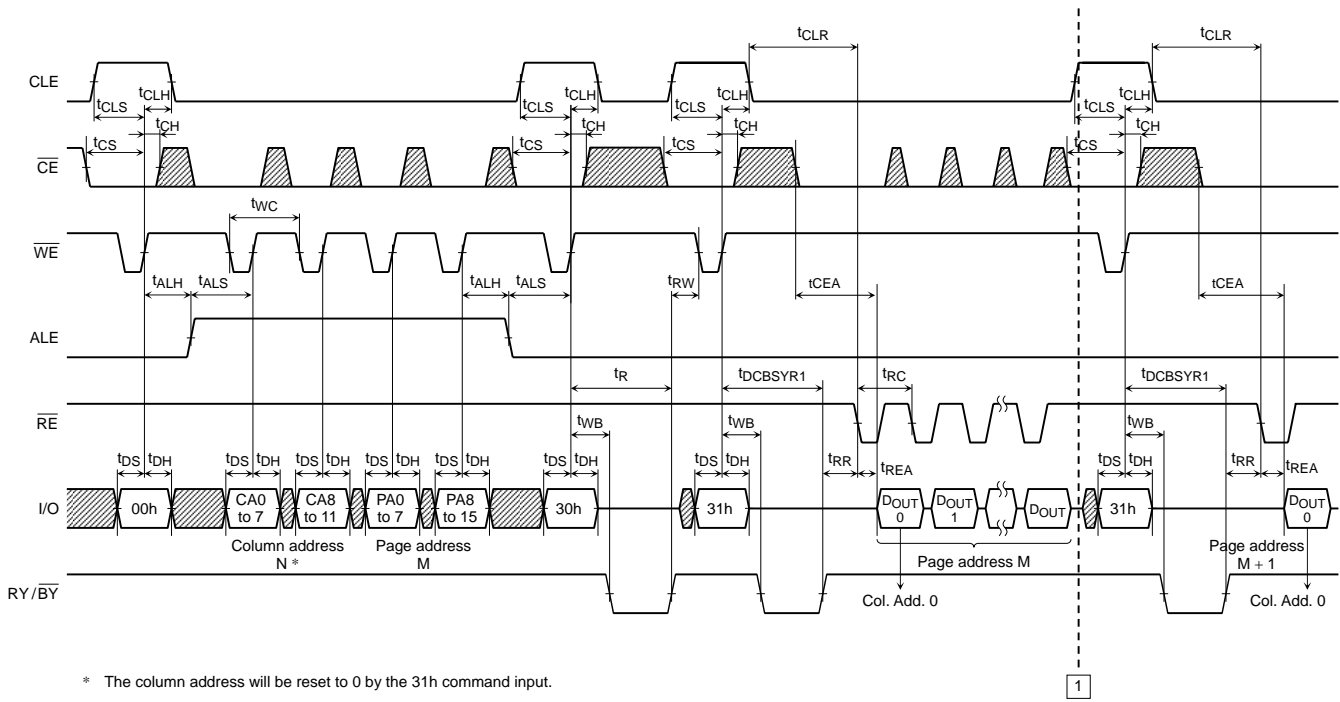 tCLR tCLR
CLE
tCLH tCLH tCLH tCLH
tCLS tCLS tCLS tCLS
tCH tCH tCH tCH
tCS tCS tCS tCS
CE
tWC
WE
tALH tALS tALH tALS tRW tCEA tCEA
ALE
tR tDCBSYR1 tRC tDCBSYR1
RE
tWB tWB tWB
tDS tDH tDS tDH tDS tDH tDS tDH tDS tDH tDS tDH tDS tDH tRR tREA tDS tDH tRR tREA
I/O
00h
CA0 to 7
CA8 to 11
PA0 to 7
PA8 to 15
30h
31h
DOUT 0
DOUT 1
DOUT
31h
DOUT 0
Column address N *
Page address M
Page address M
Page address M + 1
RY/BY
Col. Add. 0
Col. Add. 0
* The column address will be reset to 0 by the 31h command input.
1